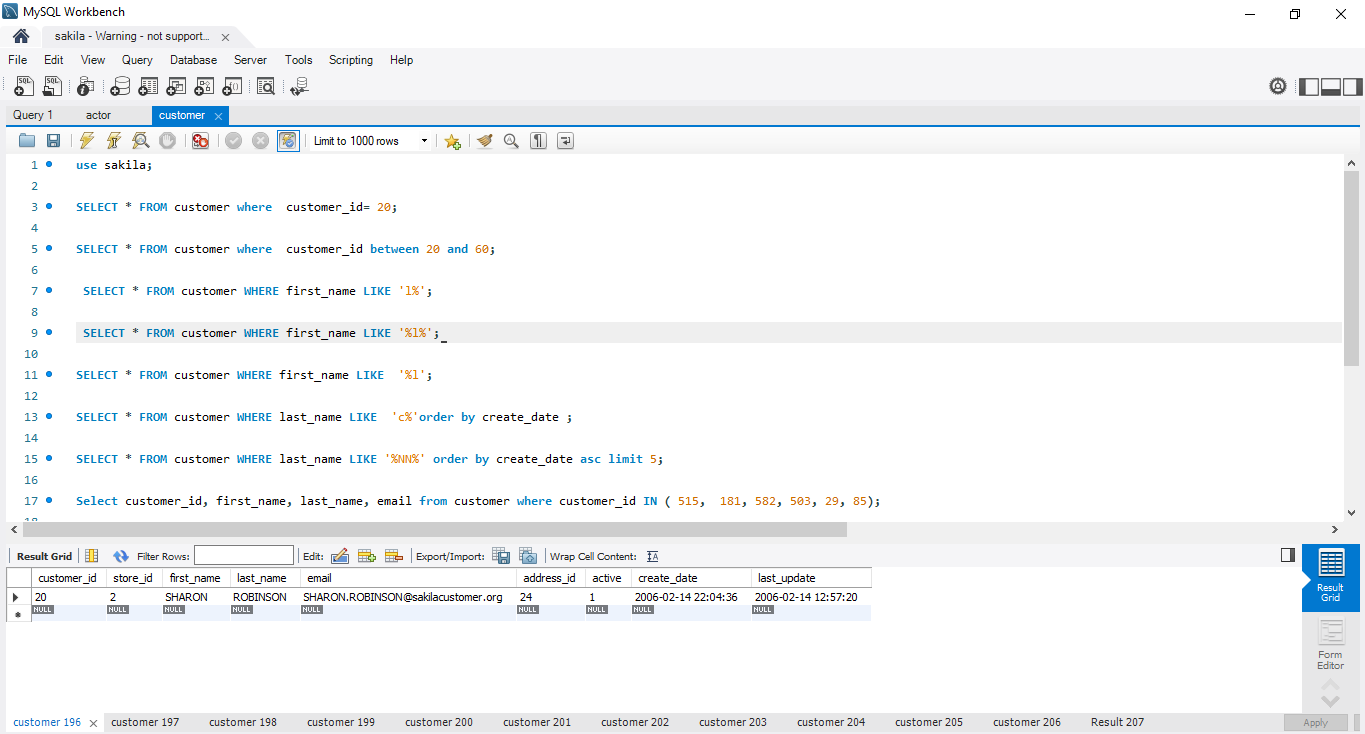 MySQL Workbench
sakila - Warning - not support...
File Edit View Query Database Server Tools Scripting Help
Query 1 actor customer
Limit to 1000 rows
1 use sakila;
2
3 SELECT * FROM customer where  customer_id= 20;
4
5 SELECT * FROM customer where  customer_id between 20 and 60;
6
7 SELECT * FROM customer WHERE first_name LIKE 'l%';
8
9 SELECT * FROM customer WHERE first_name LIKE '%l%';
10
11 SELECT * FROM customer WHERE first_name LIKE  '%l';
12
13 SELECT * FROM customer WHERE last_name LIKE  'c%'order by create_date ;
14
15 SELECT * FROM customer WHERE last_name LIKE '%NN%' order by create_date asc limit 5;
16
17 Select customer_id, first_name, last_name, email from customer where customer_id IN ( 515,  181, 582, 503, 29, 85);
18
Result Grid Filter Rows: Edit: Export/Import: Wrap Cell Content:
customer_id store_id first_name last_name email address_id active create_date last_update
20 2 SHARON ROBINSON SHARON.ROBINSON@sakilacustomer.org 24 1 2006-02-14 22:04:36 2006-02-14 12:57:20
NULL NULL NULL NULL NULL NULL NULL NULL NULL
Result
Grid
Form
Editor
customer 196 customer 197 customer 198 customer 199 customer 200 customer 201 customer 202 customer 203 customer 204 customer 205 customer 206 Result 207
Apply